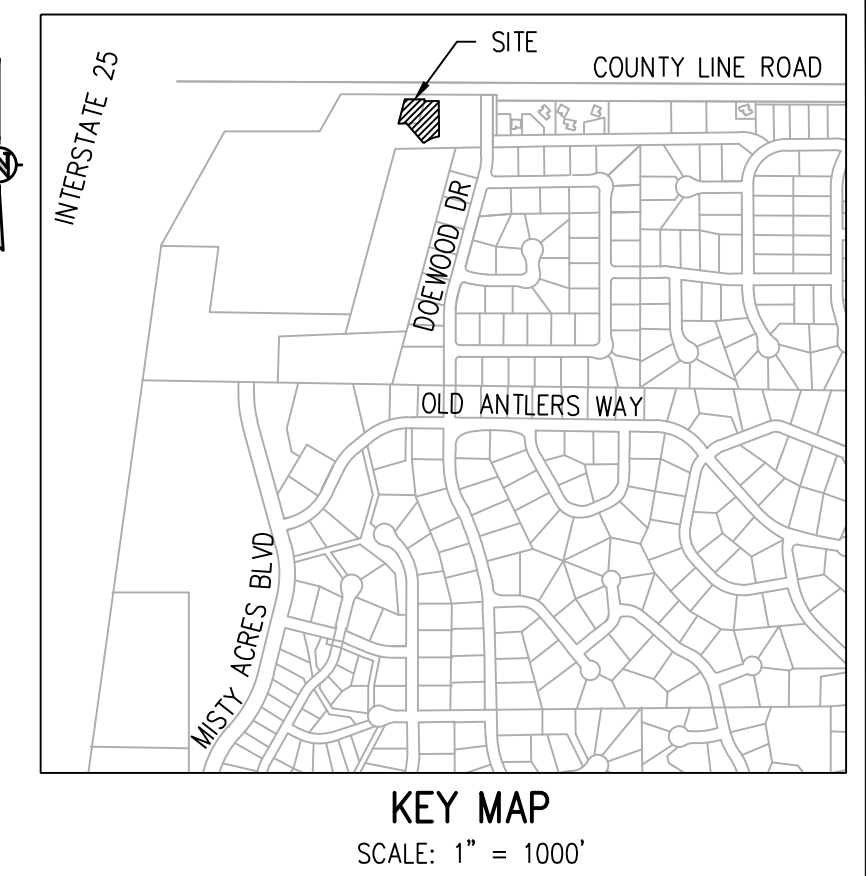 SITE
COUNTY LINE ROAD
INTERSTATE 25
DOEWOOD DR
OLD ANTLERS WAY
MISTY ACRES BLVD
KEY MAP
SCALE: 1" = 1000'